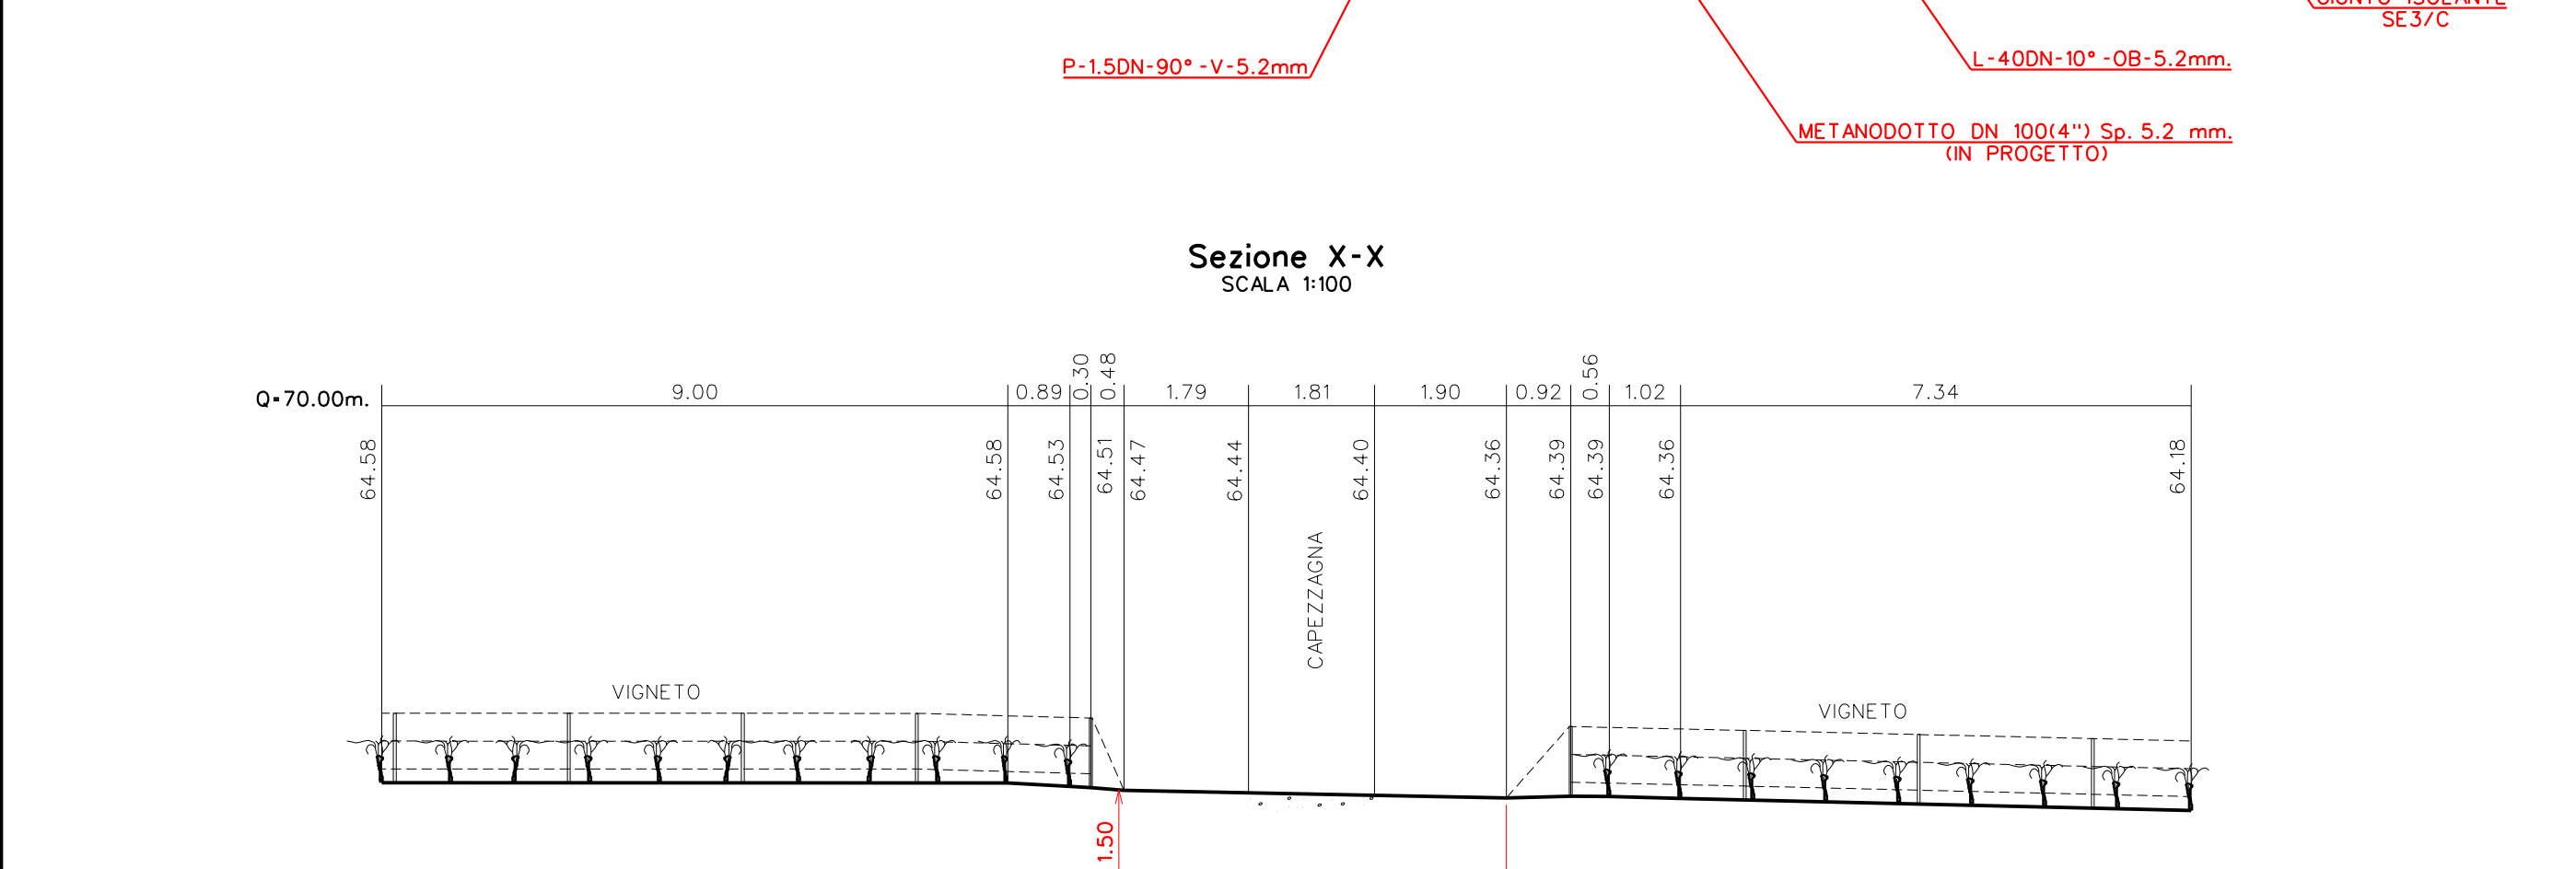 SE3/C
P-1.5DN-90°-V-5.2mm
L-40DN-10°-OB-5.2mm.
METANODOTTO DN 100(4") Sp. 5.2 mm.
(IN PROGETTO)
Sezione X-X
SCALA 1:100
Q=70.00m.
9.00
0.89
0.30
0.48
1.79
1.81
1.90
0.92
0.56
1.02
7.34
64.58
64.58
64.53
64.51
64.47
64.44
64.40
64.36
64.39
64.39
64.36
64.18
CAPEZZAGNA
VIGNETO
VIGNETO
1.50